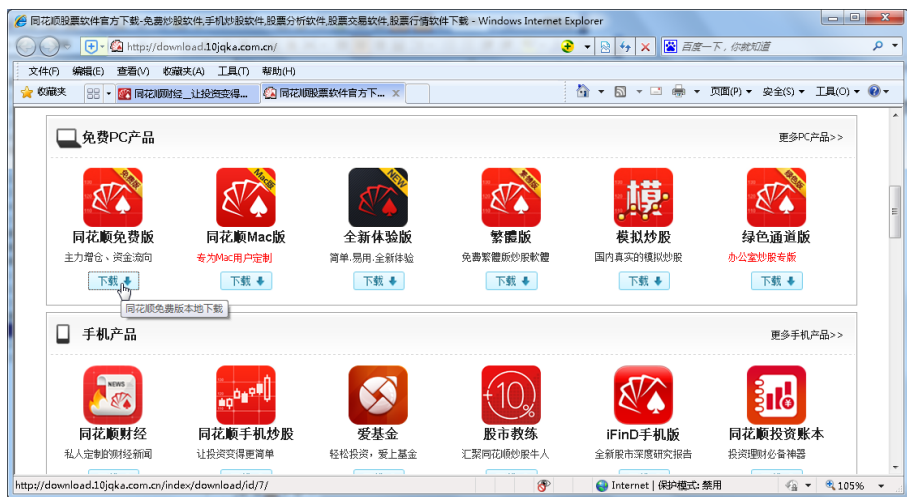 同花顺股票软件官方下载-免费炒股软件,手机炒股软件,股票分析软件,股票交易软件,股票行情软件下载 - Windows Internet Explorer
http://download.10jqka.com.cn/
百度一下，你就知道
文件(F) 编辑(E) 查看(V) 收藏夹(A) 工具(T) 帮助(H)
收藏夹 同花顺财经__让投资变得... 同花顺股票软件官方下... 页面(P) 安全(S) 工具(O)
免费PC产品 更多PC产品>>
免费版 Mac版 NEW 繁體版 模 绿色版
同花顺免费版 同花顺Mac版 全新体验版 繁體版 模拟炒股 绿色通道版
主力增仓、资金流向 专为Mac用户定制 简单.易用.全新体验 免费繁體版炒股軟體 国内真实的模拟炒股 办公室炒股专版
下载 下载 下载 下载 下载 下载
同花顺免费版本地下载
手机产品 更多手机产品>>
NEWS +10%
同花顺财经 同花顺手机炒股 爱基金 股市教练 iFinD手机版 同花顺投资账本
私人定制的财经新闻 让投资变得更简单 轻松投资，爱上基金 汇聚同花顺炒股牛人 全新股市深度研究报告 投资理财必备神器
http://download.10jqka.com.cn/index/download/id/7/ Internet | 保护模式: 禁用 105%